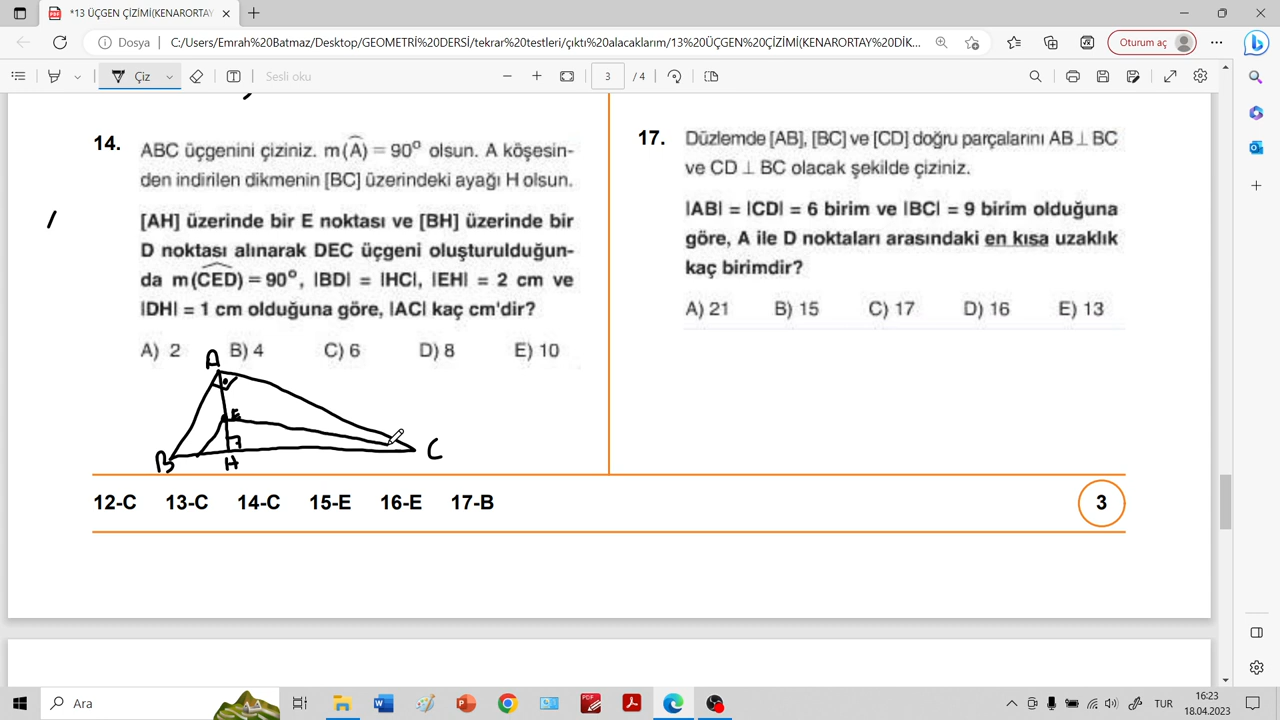 *13 ÜÇGEN ÇİZİMİ(KENARORTAY
Dosya
C:/Users/Emrah%20Batmaz/Desktop/GEOMETRİ%20DERSİ/tekrar%20testleri/çıktı%20alacaklarım/13%20ÜÇGEN%20ÇİZİMİ(KENARORTAY%20DİK...
Oturum aç
Çiz
Sesli oku
3 / 4
14.
ABC üçgenini çiziniz. m(A) = 90° olsun. A köşesin-
den indirilen dikmenin [BC] üzerindeki ayağı H olsun.
[AH] üzerinde bir E noktası ve [BH] üzerinde bir
D noktası alınarak DEC üçgeni oluşturulduğun-
da m(CED) = 90°, |BD| = |HC|, |EH| = 2 cm ve
|DH| = 1 cm olduğuna göre, |AC| kaç cm'dir?
A) 2 B) 4 C) 6 D) 8 E) 10
A
E
B
H
C
17.
Düzlemde [AB], [BC] ve [CD] doğru parçalarını AB ⊥ BC
ve CD ⊥ BC olacak şekilde çiziniz.
|AB| = |CD| = 6 birim ve |BC| = 9 birim olduğuna
göre, A ile D noktaları arasındaki en kısa uzaklık
kaç birimdir?
A) 21 B) 15 C) 17 D) 16 E) 13
12-C 13-C 14-C 15-E 16-E 17-B
3
Ara
TUR
16:23
18.04.2023